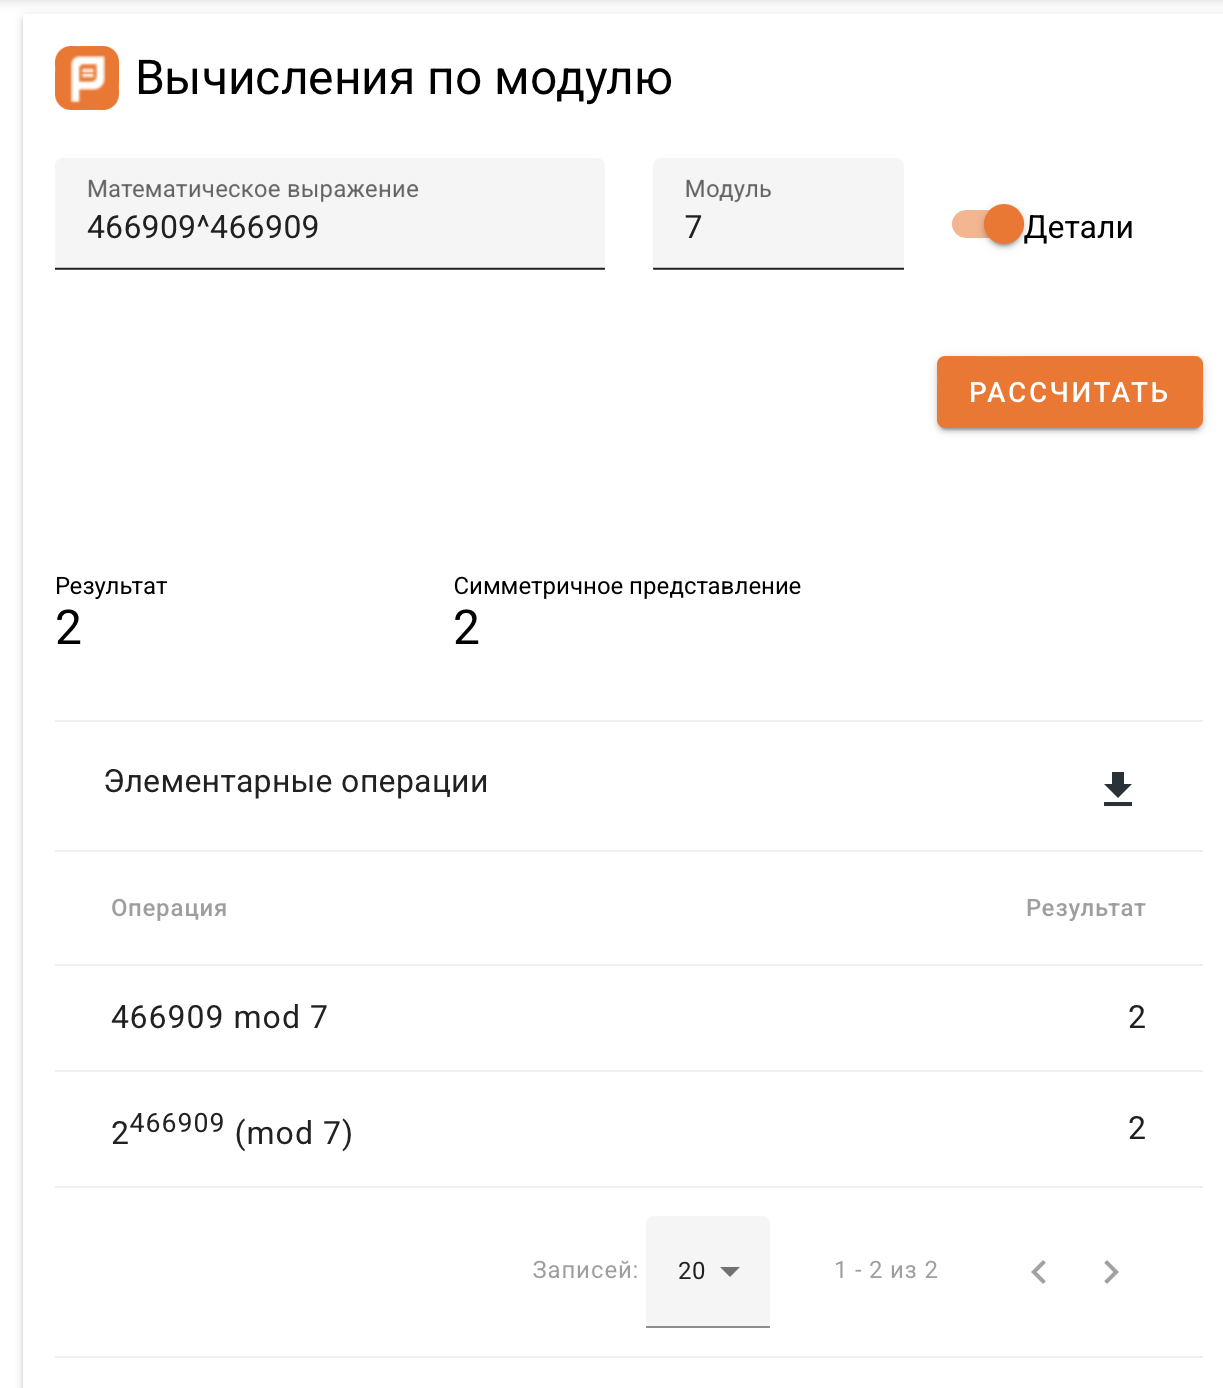 Вычисления по модулю
Математическое выражение
466909^466909
Модуль
7
Детали
РАССЧИТАТЬ
Результат
2
Симметричное представление
2
Элементарные операции
Операция Результат
466909 mod 7 2
2^466909 (mod 7) 2
Записей: 20 1 - 2 из 2